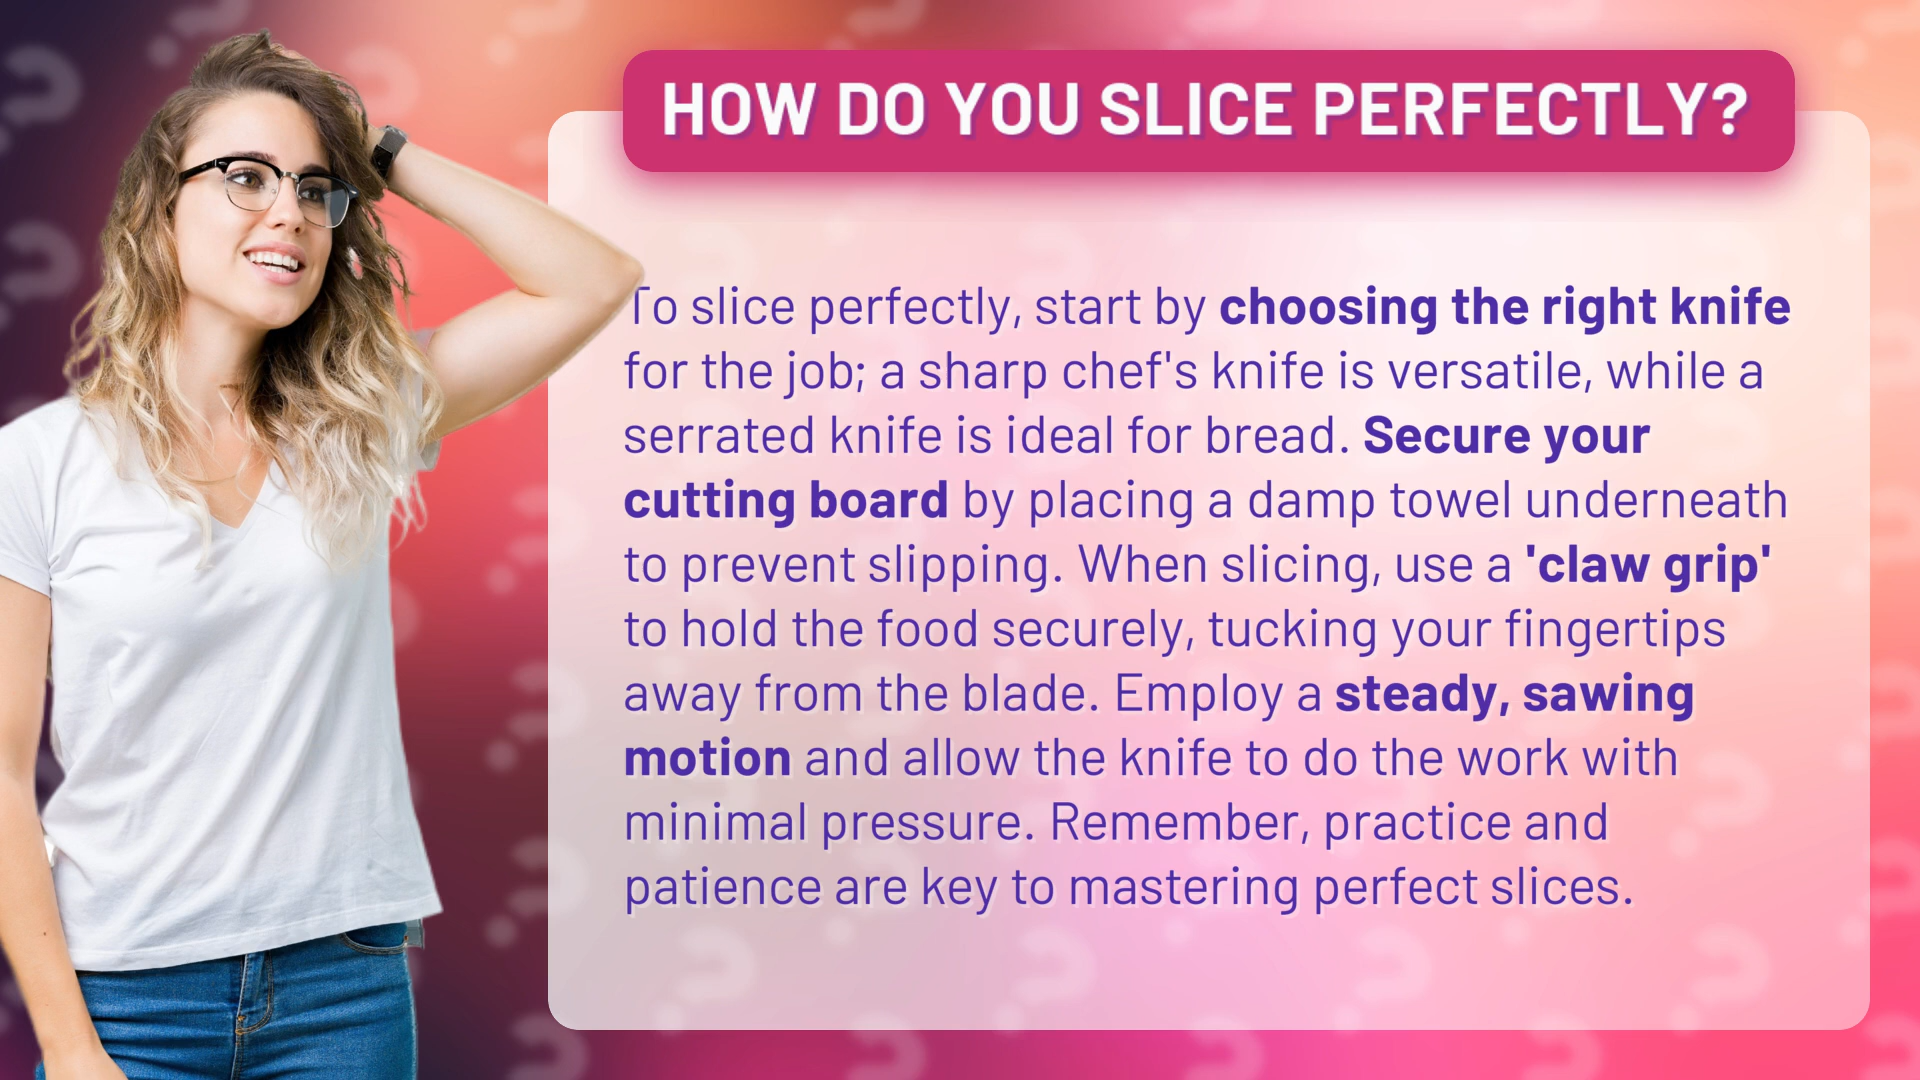 HOW DO YOU SLICE PERFECTLY?
To slice perfectly, start by choosing the right knife
for the job; a sharp chef's knife is versatile, while a
serrated knife is ideal for bread. Secure your
cutting board by placing a damp towel underneath
to prevent slipping. When slicing, use a 'claw grip'
to hold the food securely, tucking your fingertips
away from the blade. Employ a steady, sawing
motion and allow the knife to do the work with
minimal pressure. Remember, practice and
patience are key to mastering perfect slices.